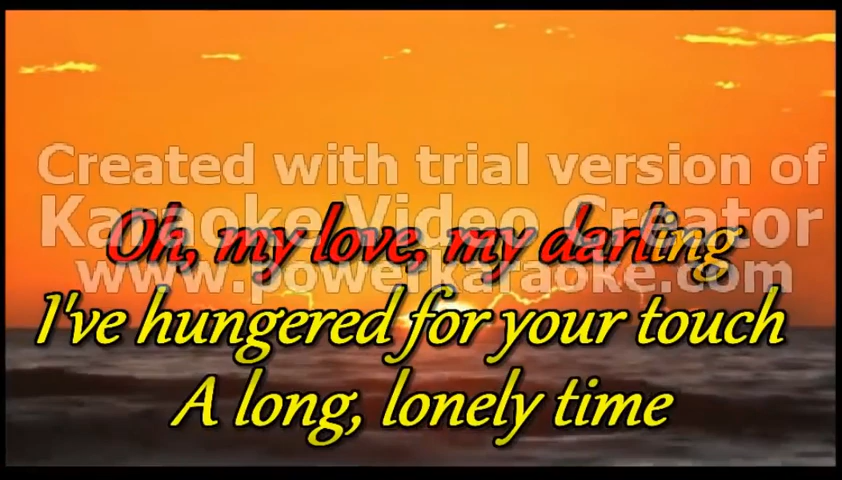 Created with trial version of
Karaoke Video Creator
Oh, my love, my darling
www.powerkaraoke.com
I've hungered for your touch
A long, lonely time